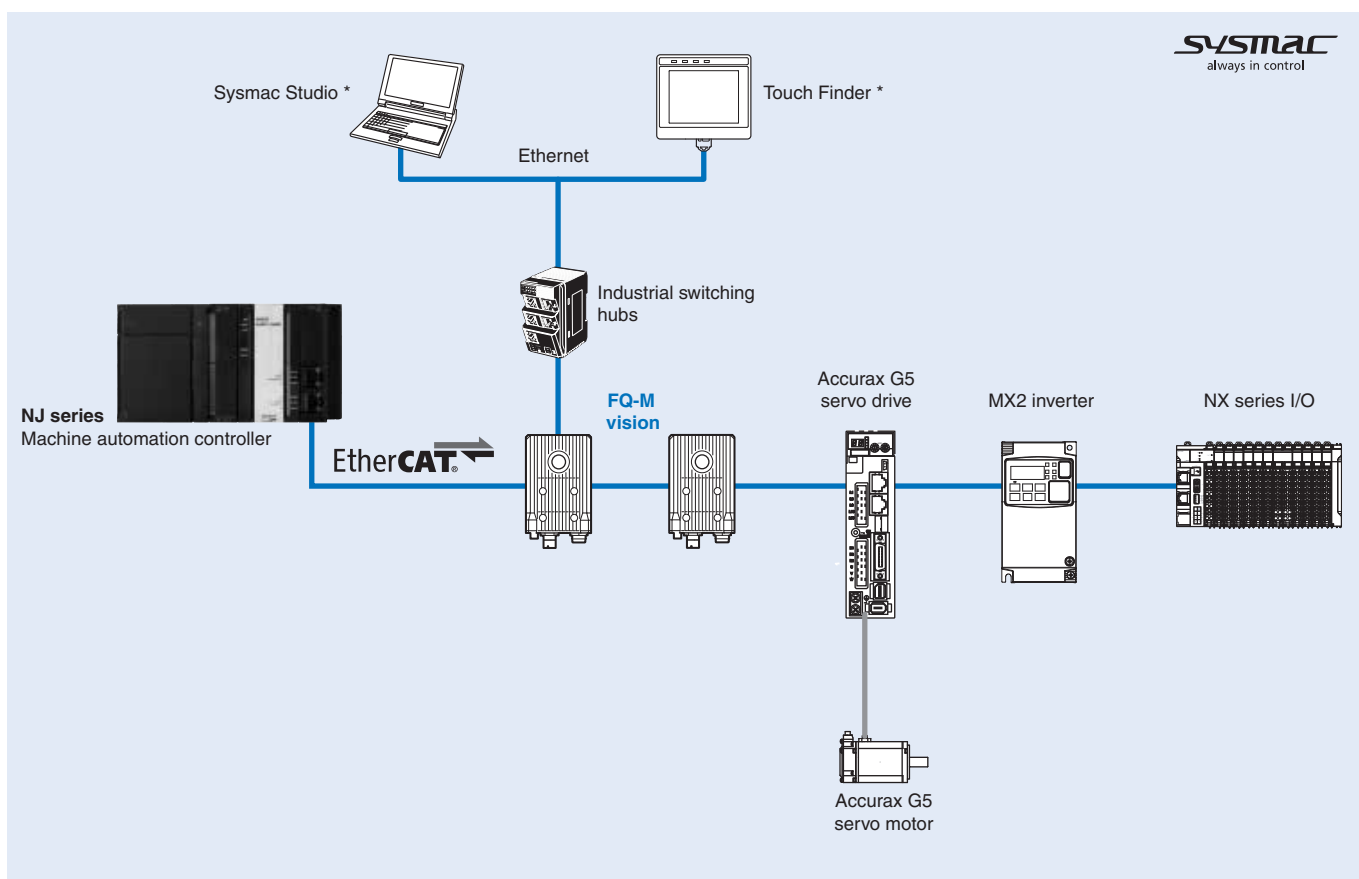 sysmac
always in control
Sysmac Studio *
Touch Finder *
Ethernet
Industrial switching
hubs
NJ series
Machine automation controller
EtherCAT®
FQ-M
vision
Accurax G5
servo drive
MX2 inverter
NX series I/O
Accurax G5
servo motor